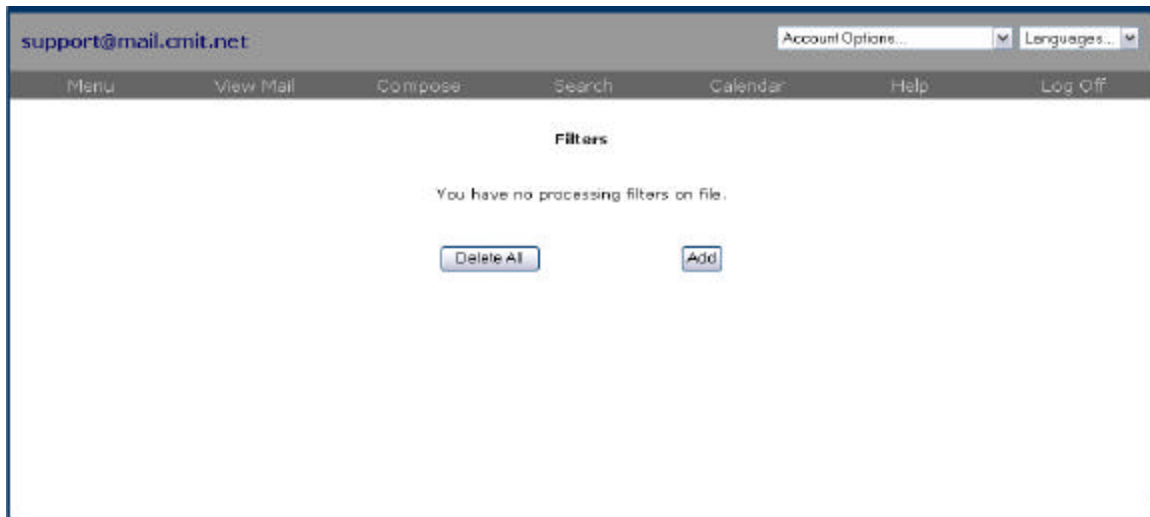 support@mail.cmit.net
Account Options... Languages...
Menu View Mail Compose Search Calendar Help Log Off
Filters
You have no processing filters on file.
Delete All Add